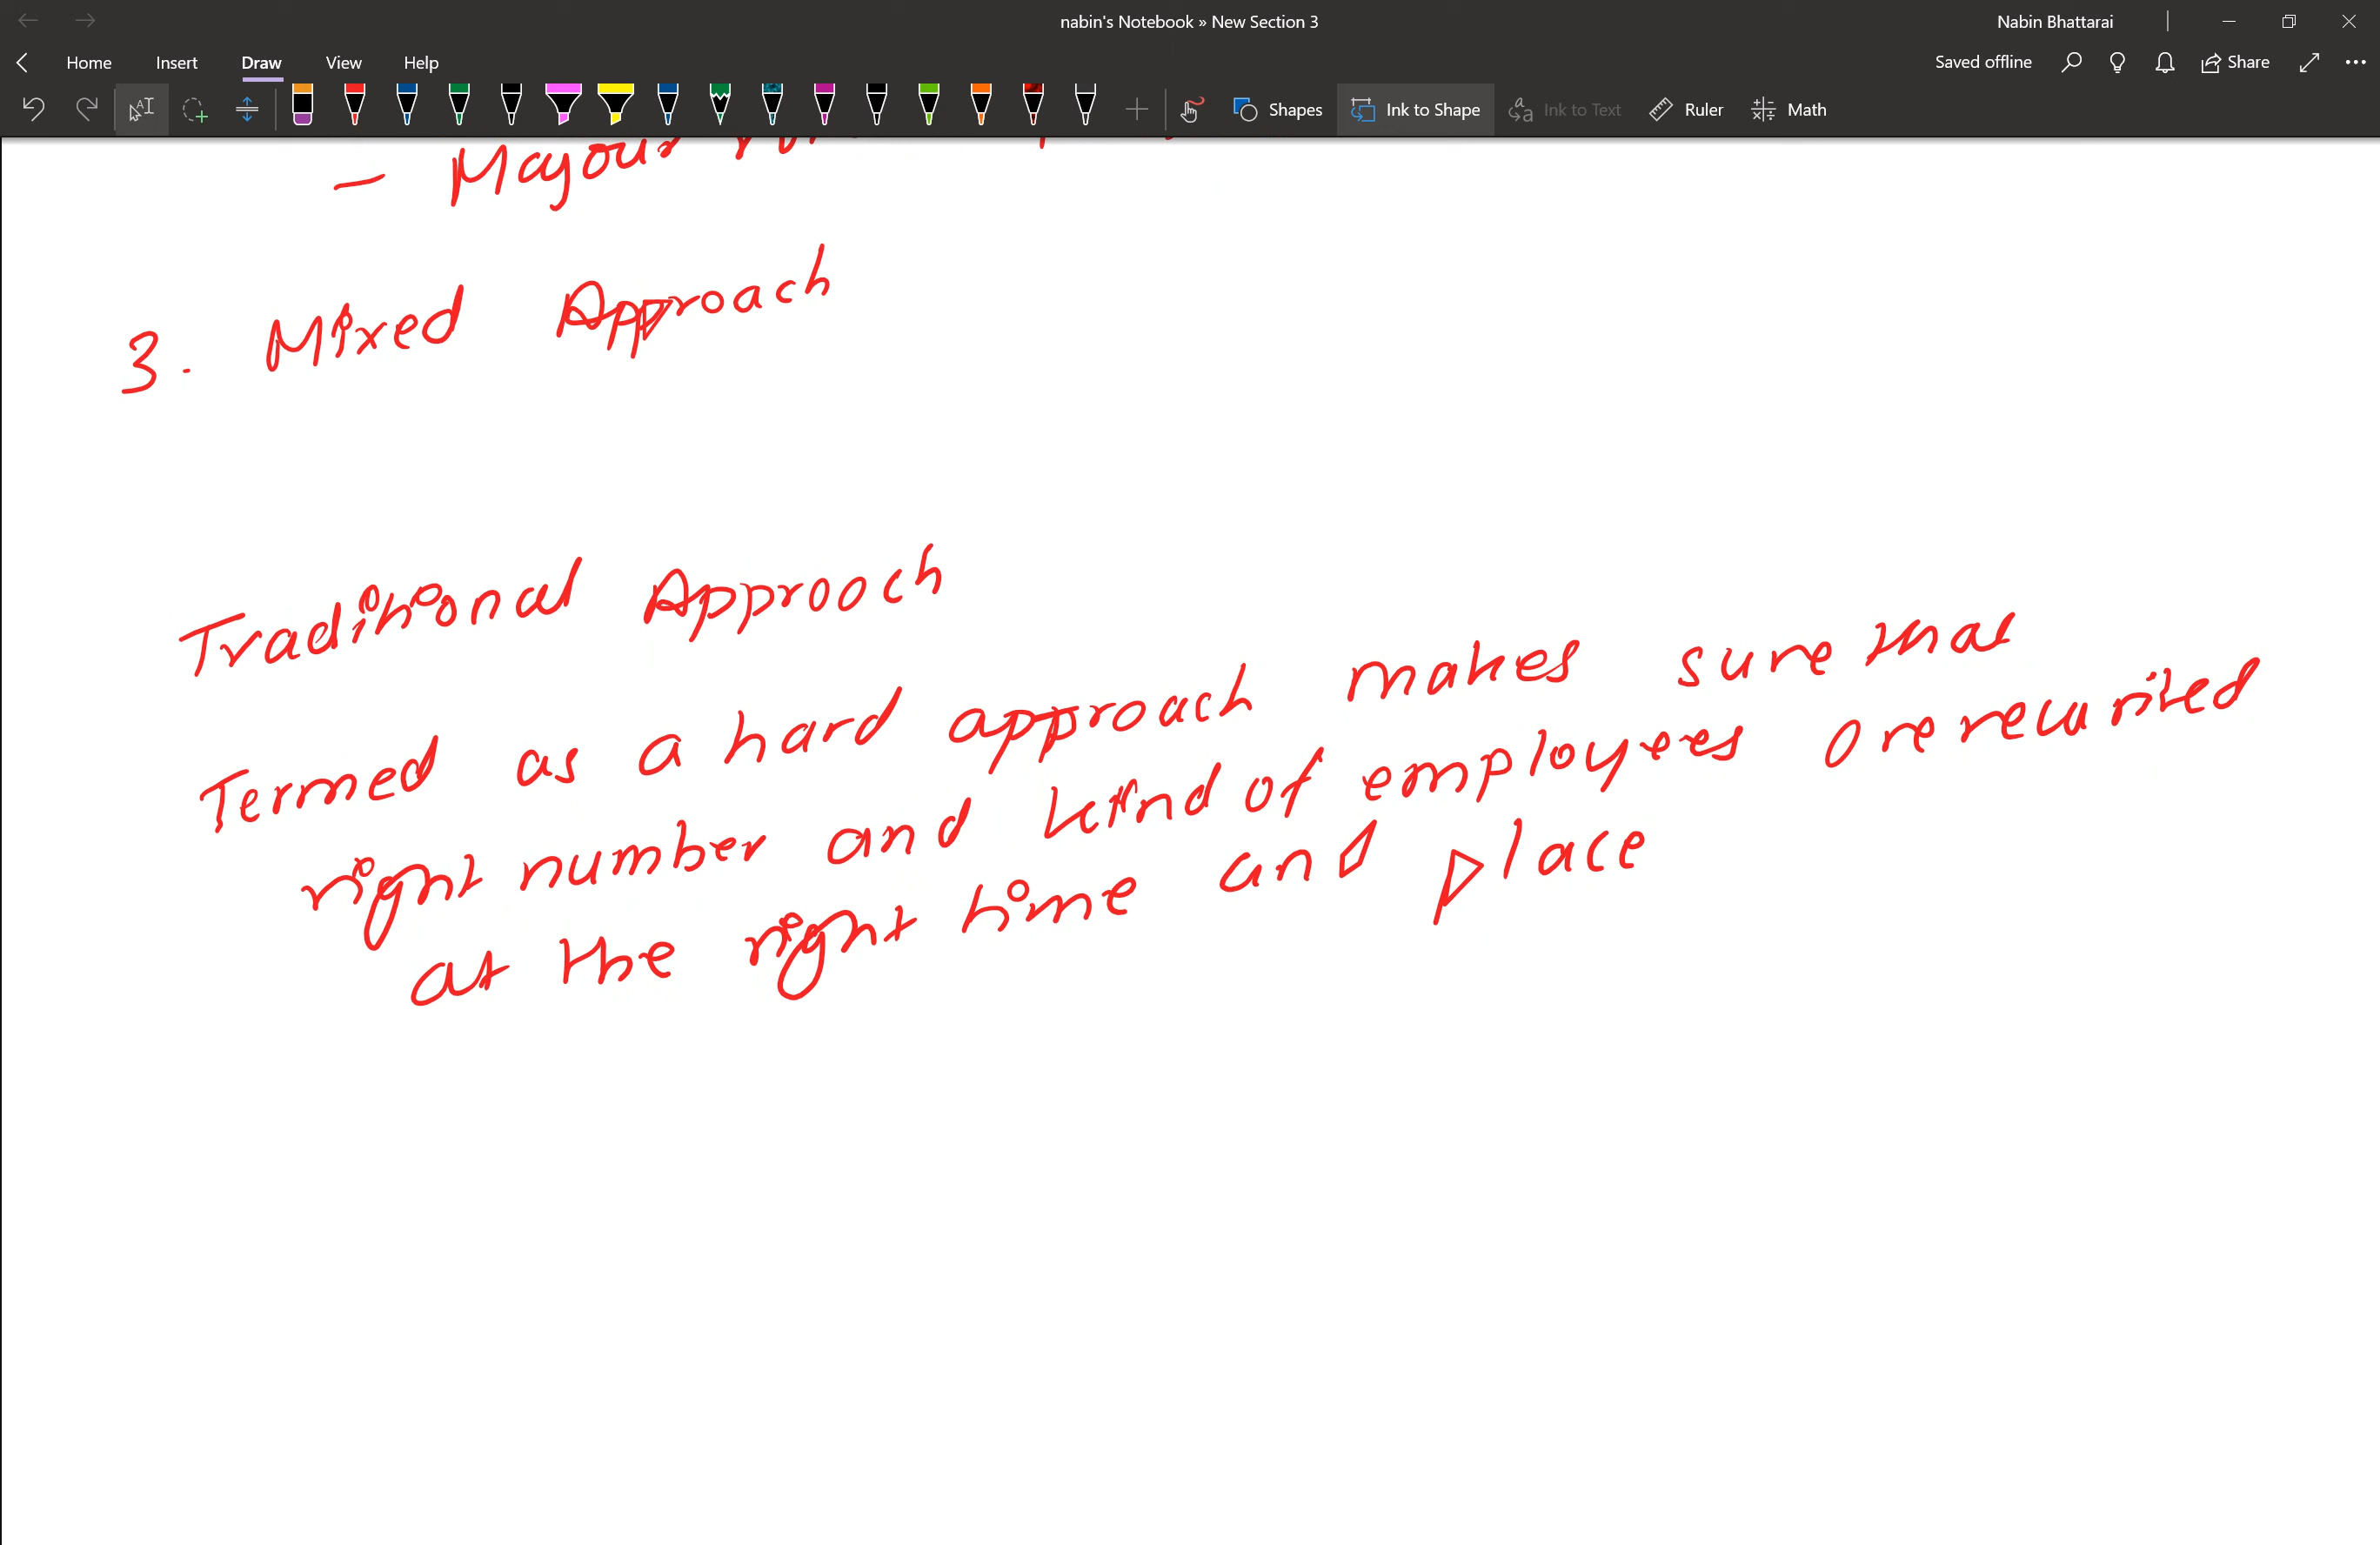 nabin's Notebook » New Section 3
Nabin Bhattarai
Home Insert Draw View Help
Saved offline Share
Shapes Ink to Shape Ink to Text Ruler Math
- Majour
3. Mixed Approach
Traditional Approach
Termed as a hard approach makes sure that
right number and kind of employees are recruited
at the right time and place